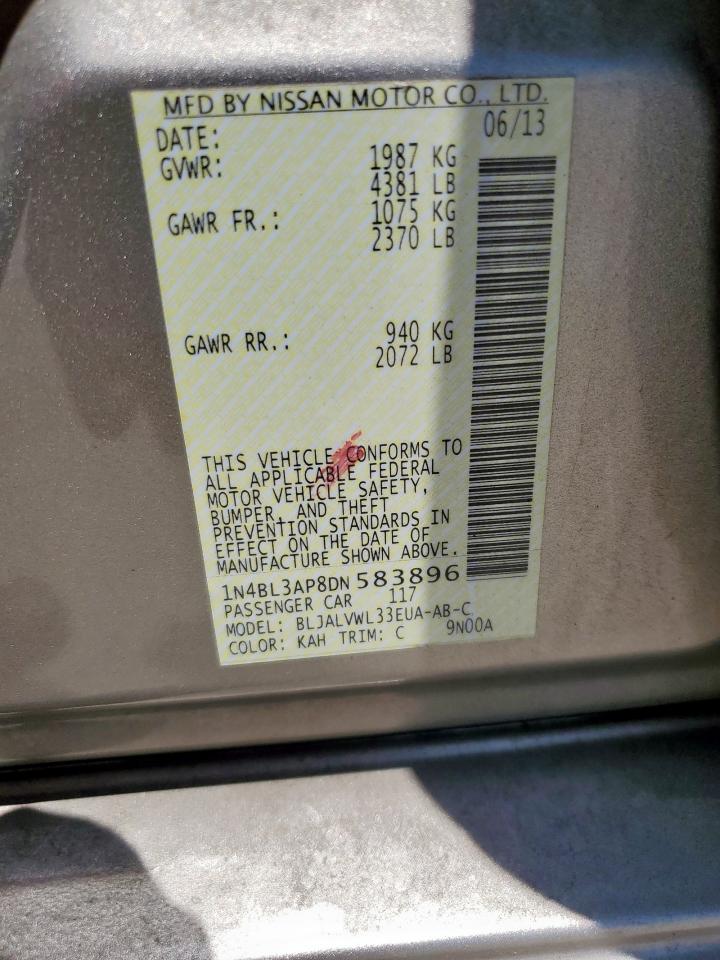 MFD BY NISSAN MOTOR CO., LTD.
DATE: 06/13
GVWR: 1987 KG
4381 LB
GAWR FR.: 1075 KG
2370 LB
GAWR RR.: 940 KG
2072 LB
THIS VEHICLE CONFORMS TO
ALL APPLICABLE FEDERAL
MOTOR VEHICLE SAFETY,
BUMPER, AND THEFT
PREVENTION STANDARDS IN
EFFECT ON THE DATE OF
MANUFACTURE SHOWN ABOVE.
1N4BL3AP8DN583896
PASSENGER CAR 117
MODEL: BLJALVWL33EUA-AB-C
COLOR: KAH TRIM: C 9N00A